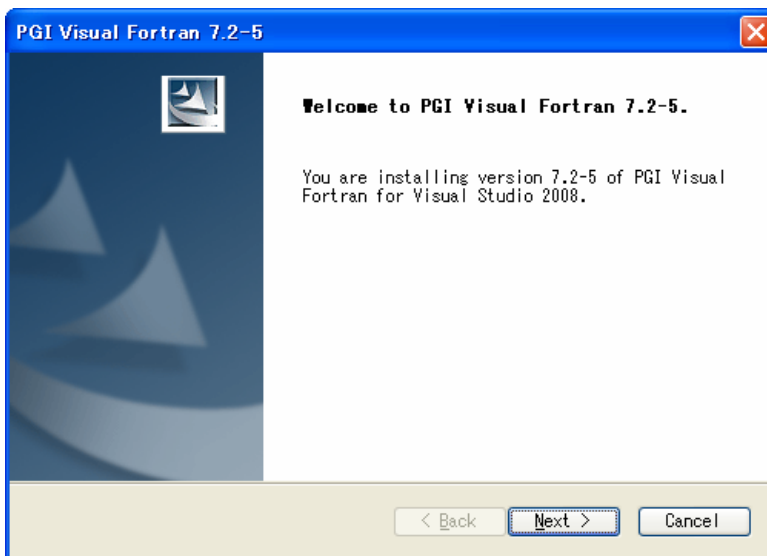 PGI Visual Fortran 7.2-5
Welcome to PGI Visual Fortran 7.2-5.
You are installing version 7.2-5 of PGI Visual
Fortran for Visual Studio 2008.
< Back
Next >
Cancel